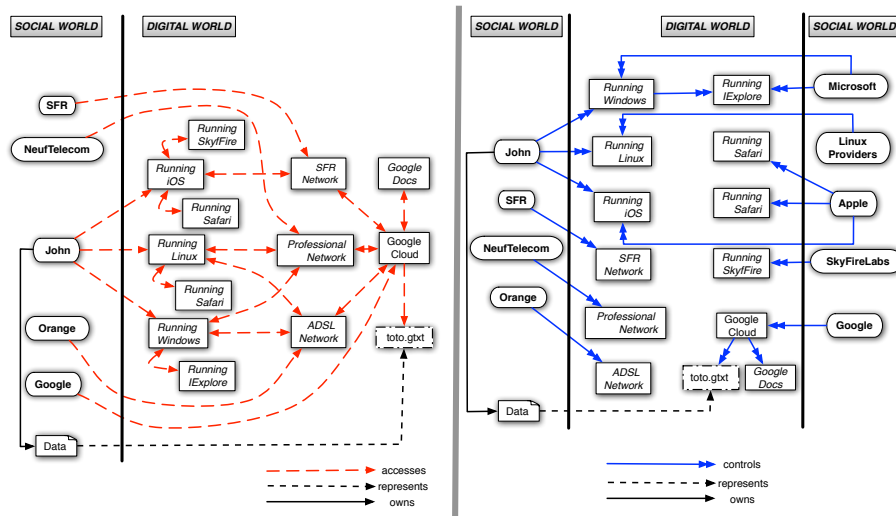 SOCIAL WORLD
DIGITAL WORLD
SFR
NeufTelecom
Running
SkyfFire
Running
iOS
SFR
Network
Google
Docs
Running
Safari
John
Running
Linux
Professional
Network
Google
Cloud
Running
Safari
Orange
Running
Windows
ADSL
Network
toto.gtxt
Google
Running
IExplore
Data
accesses
represents
owns
SOCIAL WORLD
DIGITAL WORLD
SOCIAL WORLD
Running
Windows
Running
IExplore
Microsoft
John
Running
Linux
Running
Safari
Linux
Providers
SFR
Running
iOS
Running
Safari
Apple
NeufTelecom
SFR
Network
Running
SkyfFire
SkyFireLabs
Orange
Professional
Network
Google
Cloud
Google
ADSL
Network
toto.gtxt
Google
Docs
Data
controls
represents
owns